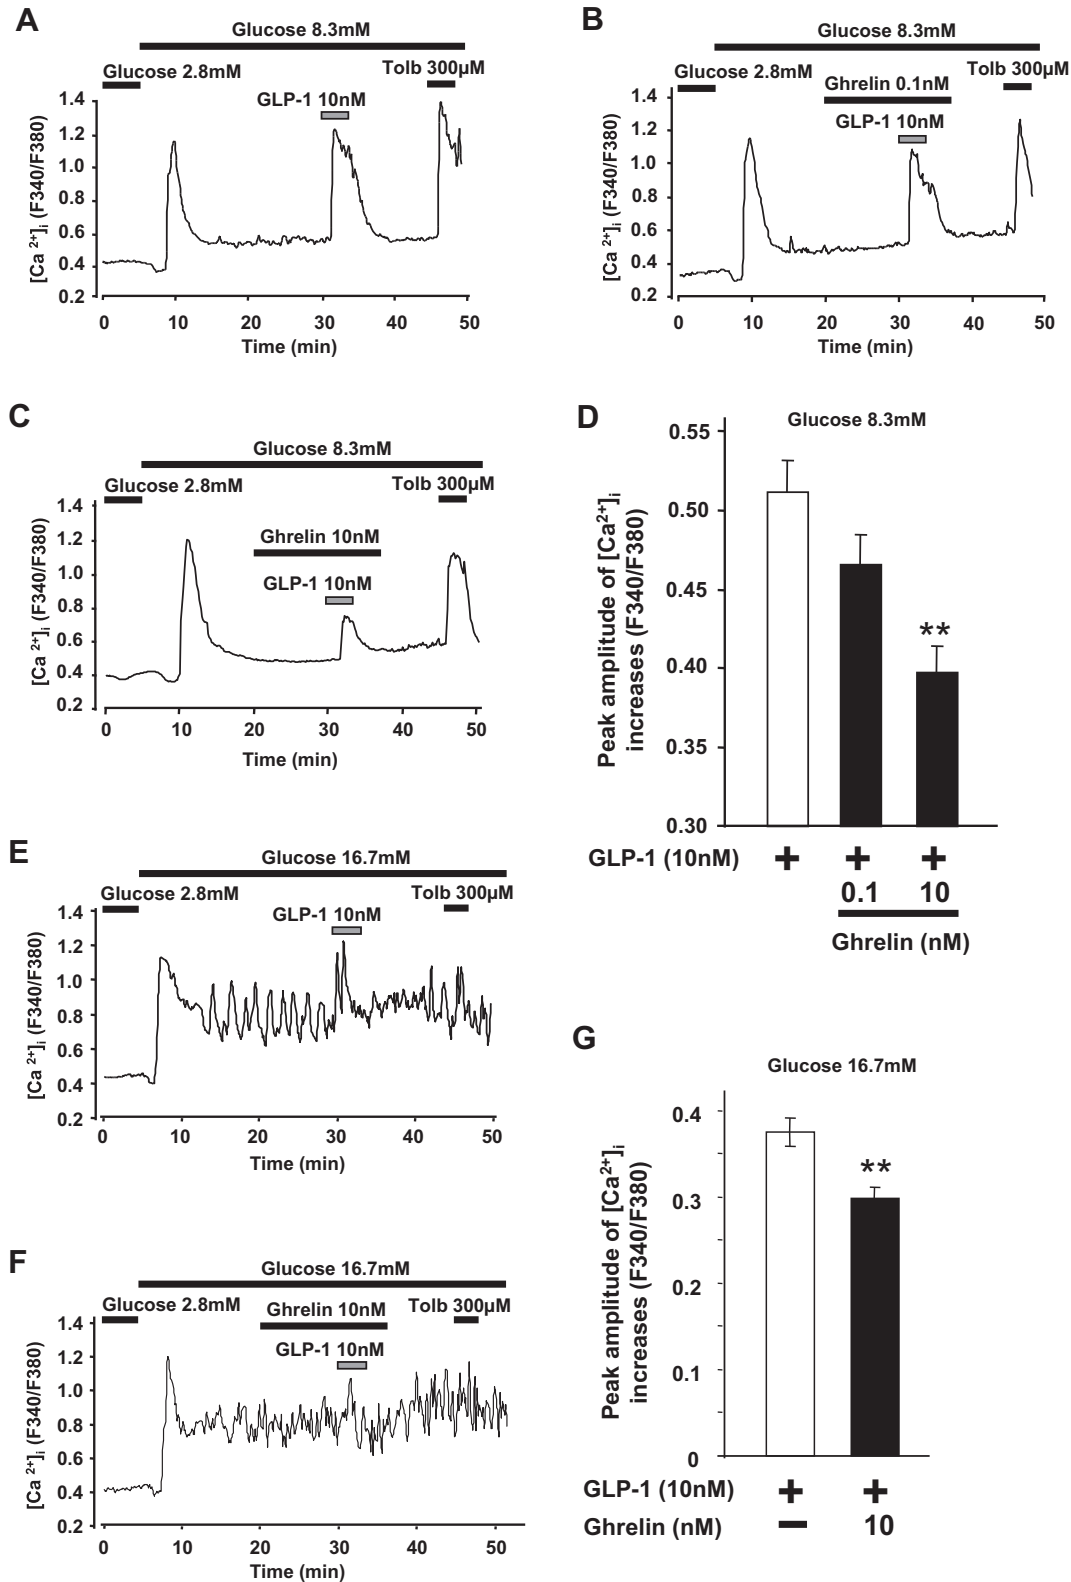 A
Glucose 8.3mM
Glucose 2.8mM
Tolb 300µM
GLP-1 10nM
[Ca 2+]i (F340/F380)
1.4
1.2
1.0
0.8
0.6
0.4
0.2
0 10 20 30 40 50
Time (min)
B
Glucose 8.3mM
Glucose 2.8mM
Tolb 300µM
Ghrelin 0.1nM
GLP-1 10nM
[Ca 2+]i (F340/F380)
1.4
1.2
1.0
0.8
0.6
0.4
0.2
0 10 20 30 40 50
Time (min)
C
Glucose 8.3mM
Glucose 2.8mM
Tolb 300µM
Ghrelin 10nM
GLP-1 10nM
[Ca 2+]i (F340/F380)
1.4
1.2
1.0
0.8
0.6
0.4
0.2
0 10 20 30 40 50
Time (min)
D
Glucose 8.3mM
Peak amplitude of [Ca2+]i
increases (F340/F380)
0.55
0.50
0.45
0.40
0.35
0.30
**
GLP-1 (10nM) + + +
0.1 10
Ghrelin (nM)
E
Glucose 16.7mM
Glucose 2.8mM
Tolb 300µM
GLP-1 10nM
[Ca 2+]i (F340/F380)
1.4
1.2
1.0
0.8
0.6
0.4
0.2
0 10 20 30 40 50
Time (min)
F
Glucose 16.7mM
Glucose 2.8mM
Ghrelin 10nM
Tolb 300µM
GLP-1 10nM
[Ca 2+]i (F340/F380)
1.4
1.2
1.0
0.8
0.6
0.4
0.2
0 10 20 30 40 50
Time (min)
G
Glucose 16.7mM
Peak amplitude of [Ca2+]i
increases (F340/F380)
0.4
0.3
0.2
0.1
0
**
GLP-1 (10nM) + +
Ghrelin (nM) − 10